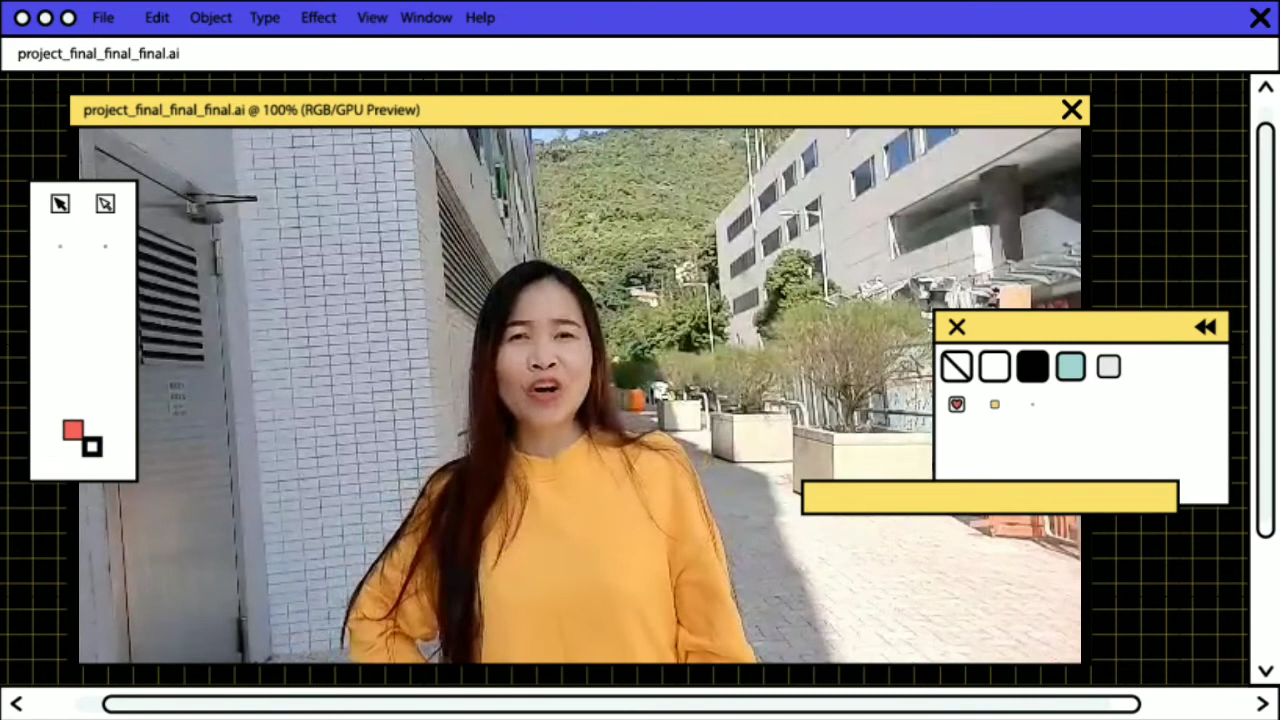 File Edit Object Type Effect View Window Help
project_final_final_final.ai
project_final_final_final.ai @ 100% (RGB/GPU Preview)